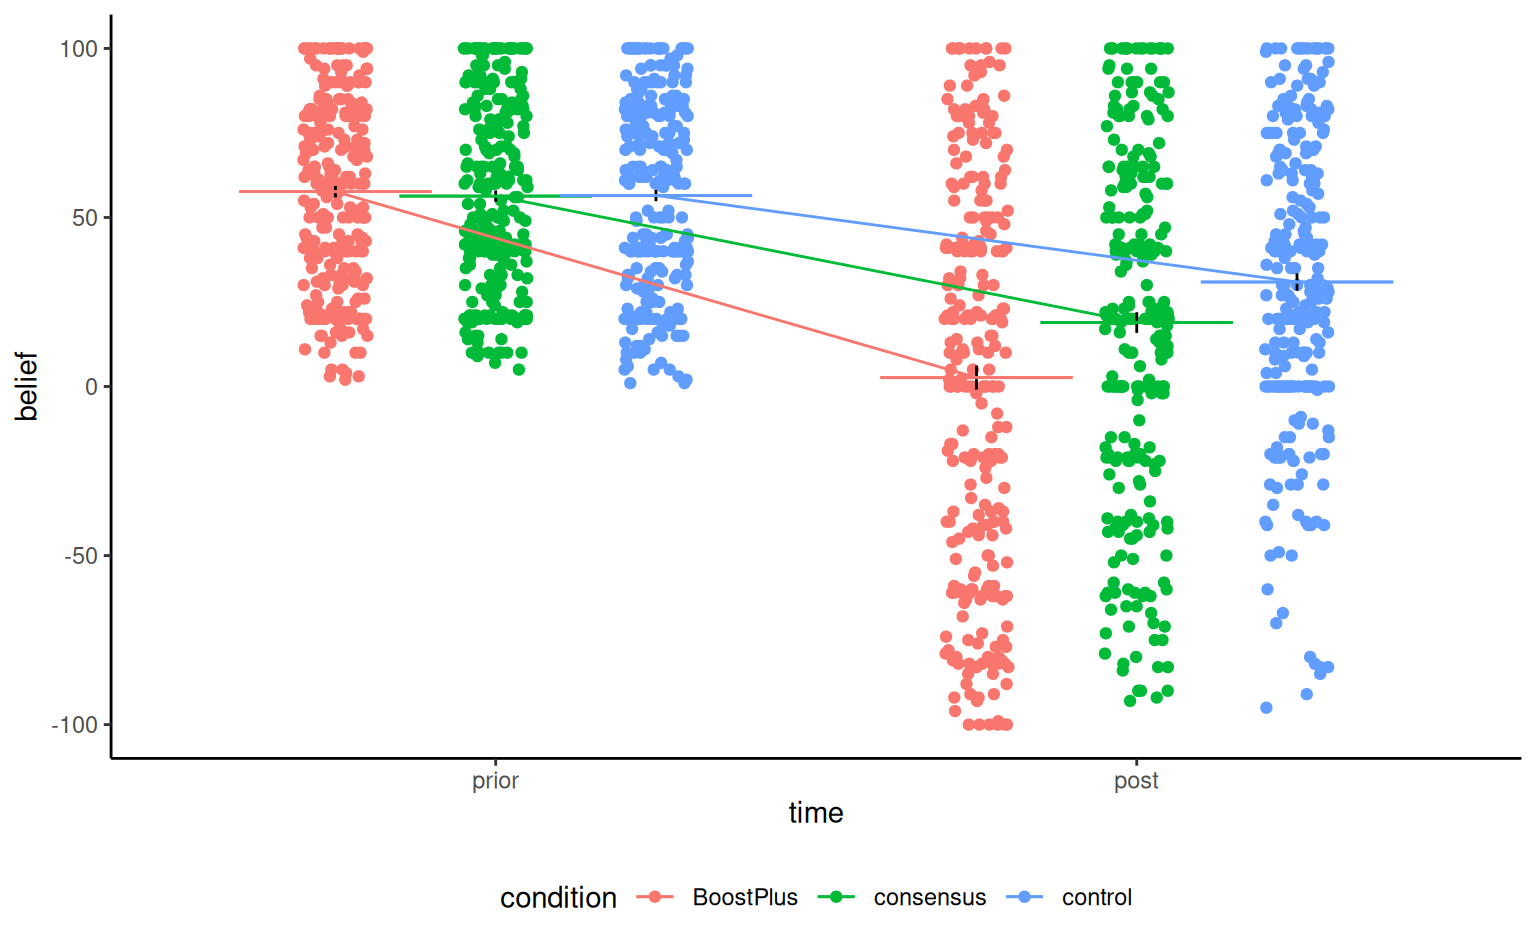 100
50
0
-50
-100
belief
prior
post
time
condition
BoostPlus
consensus
control